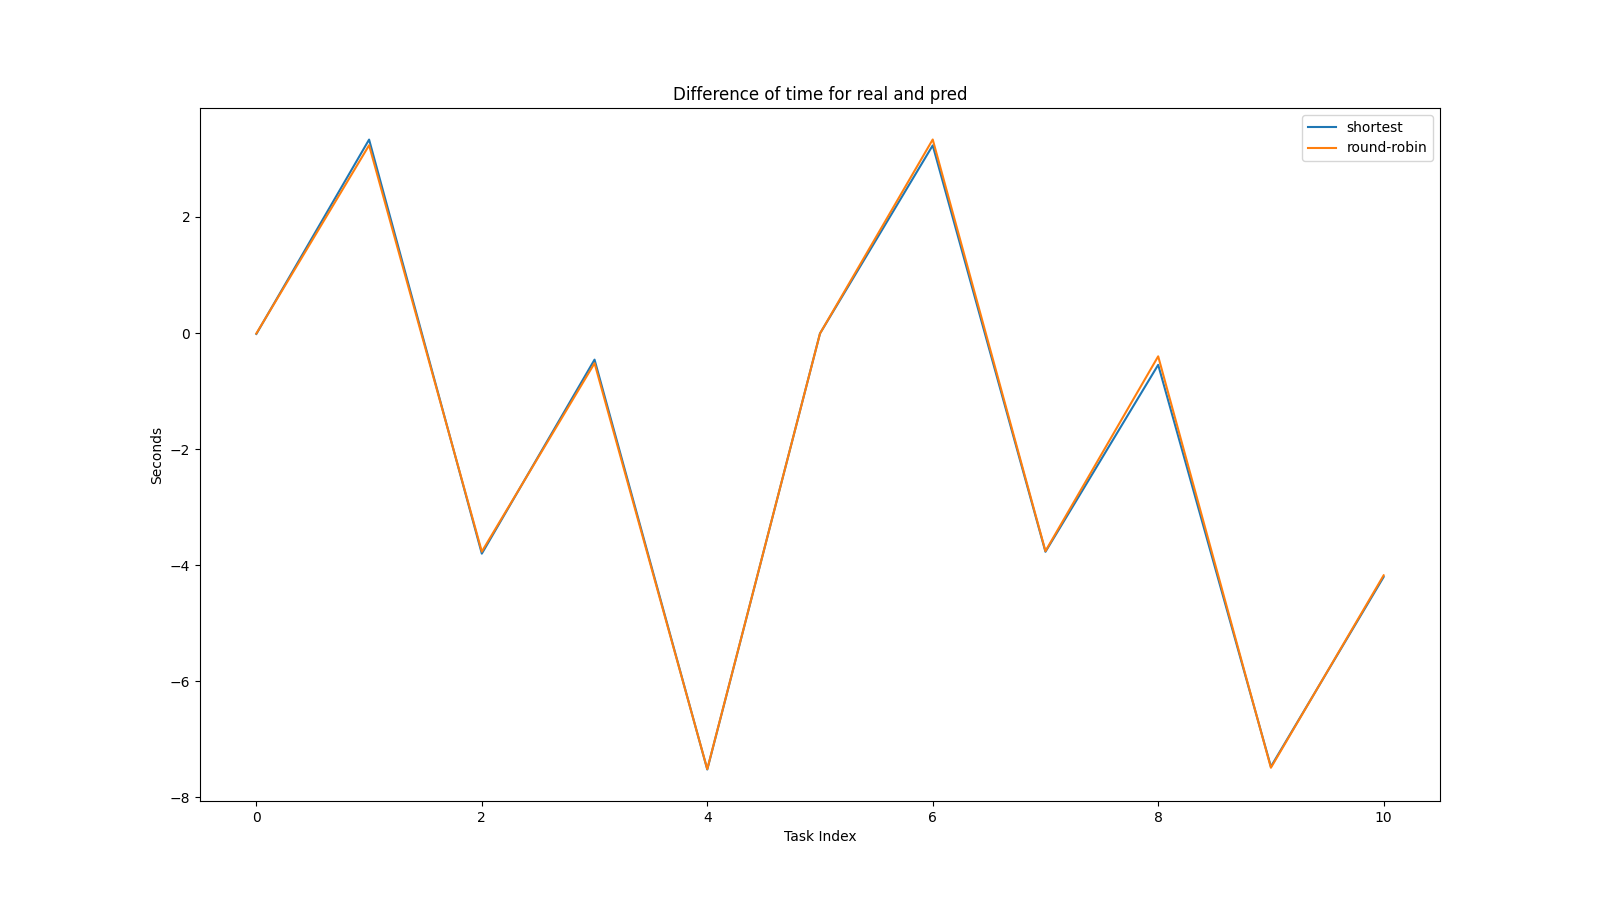 Difference of time for real and pred
shortest
round-robin
2
0
−2
−4
−6
−8
Seconds
0 2 4 6 8 10
Task Index